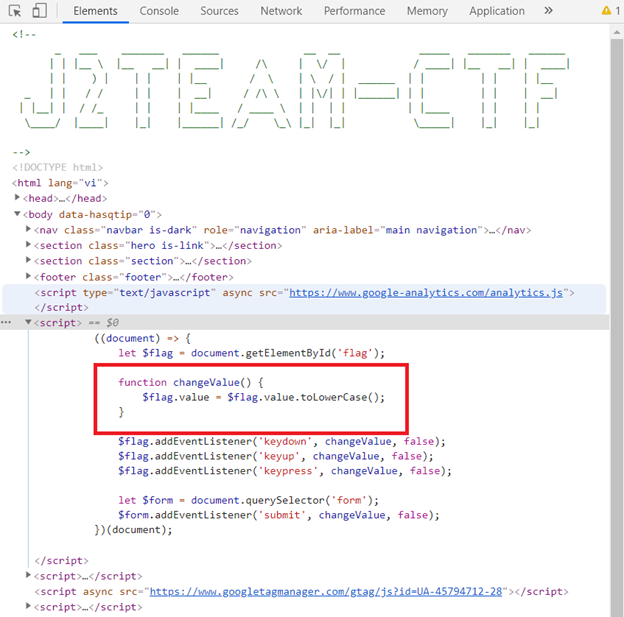 Elements Console Sources Network Performance Memory Application » 1
<!--
J2TEAM-CTF
-->
<!DOCTYPE html>
<html lang="vi">
<head>…</head>
<body data-hasqtip="0">
<nav class="navbar is-dark" role="navigation" aria-label="main navigation">…</nav>
<section class="hero is-link">…</section>
<section class="section">…</section>
<footer class="footer">…</footer>
<script type="text/javascript" async src="https://www.google-analytics.com/analytics.js">
</script>
<script> == $0
((document) => {
let $flag = document.getElementById('flag');
function changeValue() {
$flag.value = $flag.value.toLowerCase();
}
$flag.addEventListener('keydown', changeValue, false);
$flag.addEventListener('keyup', changeValue, false);
$flag.addEventListener('keypress', changeValue, false);
let $form = document.querySelector('form');
$form.addEventListener('submit', changeValue, false);
})(document);
</script>
<script>…</script>
<script async src="https://www.googletagmanager.com/gtag/js?id=UA-45794712-28"></script>
<script>…</script>